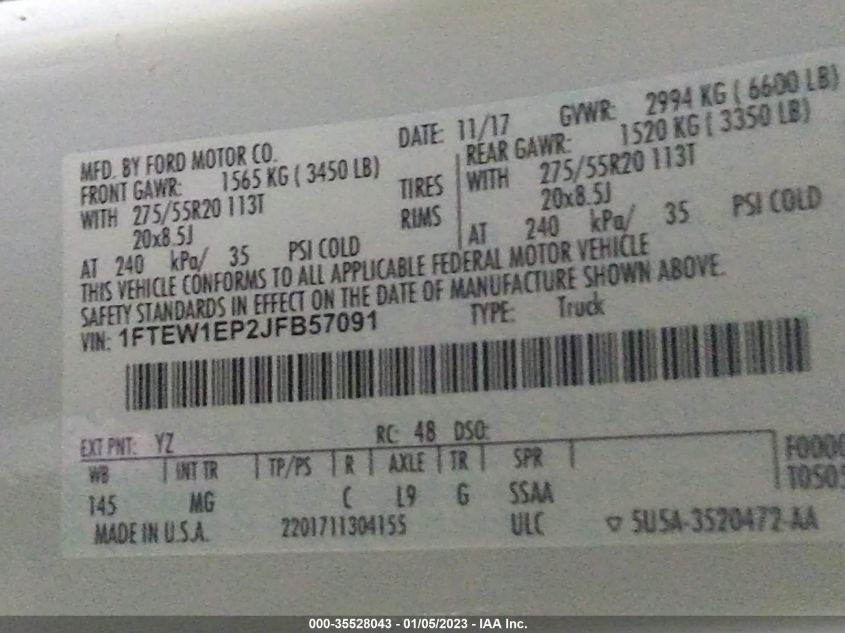 MFD. BY FORD MOTOR CO. DATE: 11/17 GVWR: 2994 KG ( 6600 LB)
FRONT GAWR: 1565 KG ( 3450 LB) REAR GAWR: 1520 KG ( 3350 LB)
WITH 275/55R20 113T TIRES WITH 275/55R20 113T
20x8.5J RIMS 20x8.5J
AT 240 kPa/ 35 PSI COLD AT 240 kPa/ 35 PSI COLD
THIS VEHICLE CONFORMS TO ALL APPLICABLE FEDERAL MOTOR VEHICLE
SAFETY STANDARDS IN EFFECT ON THE DATE OF MANUFACTURE SHOWN ABOVE.
VIN: 1FTEW1EP2JFB57091 TYPE: Truck
EXT PNT: YZ RC: 48 DSO:
WB INT TR TP/PS R AXLE TR SPR F0000
145 MG C L9 G SSAA T0505
MADE IN U.S.A. 2201711304155 ULC ▽ 5U5A-3520472-AA
000-35528043 - 01/05/2023 - IAA Inc.